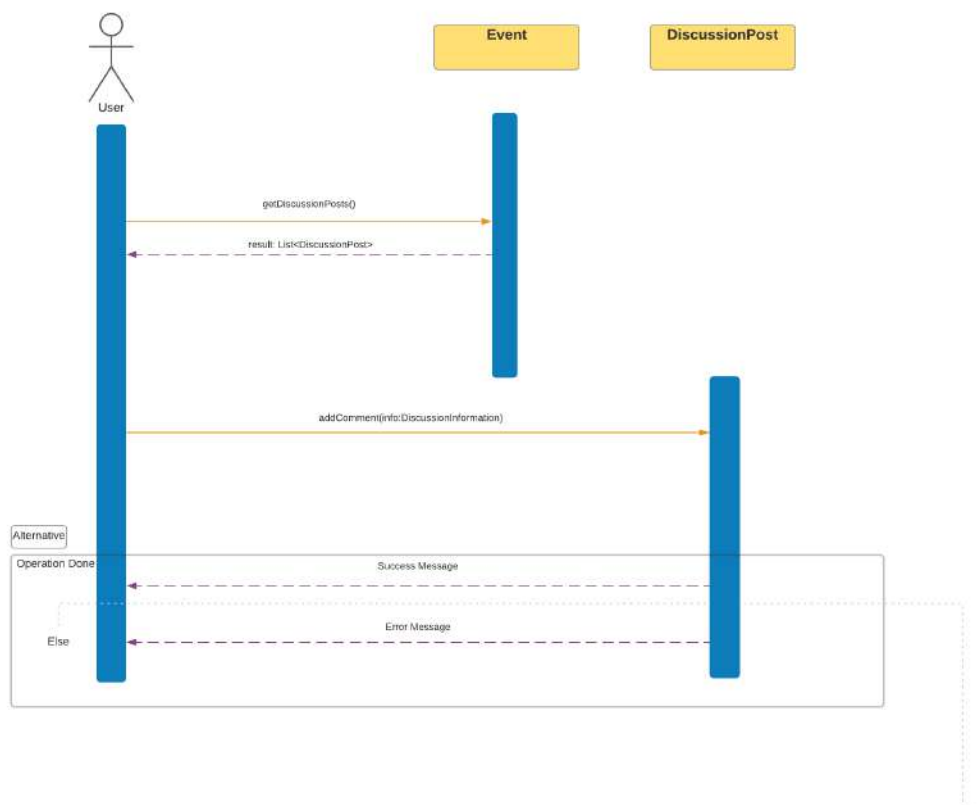 Event
DiscussionPost
User
getDiscussionPosts()
result: List<DiscussionPost>
addComment(info:DiscussionInformation)
Alternative
Operation Done
Success Message
Error Message
Else